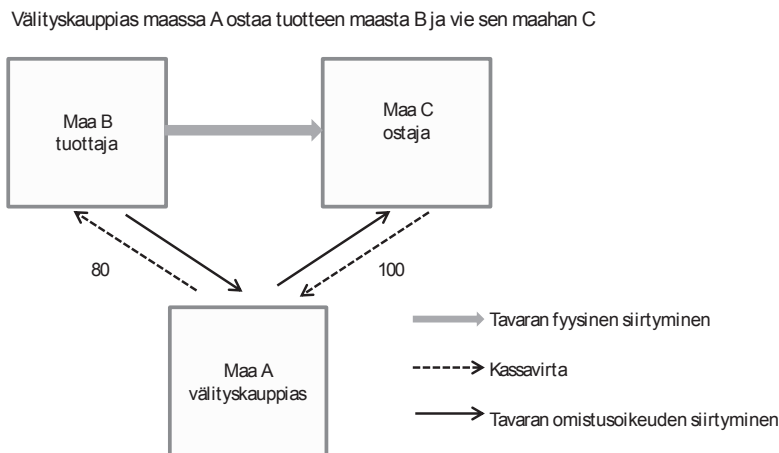 Välityskauppias maassa A ostaa tuotteen maasta B ja vie sen maahan C
Maa B
tuottaja
Maa C
ostaja
80
100
Maa A
välityskauppias
Tavaran fyysinen siirtyminen
Kassavirta
Tavaran omistusoikeuden siirtyminen